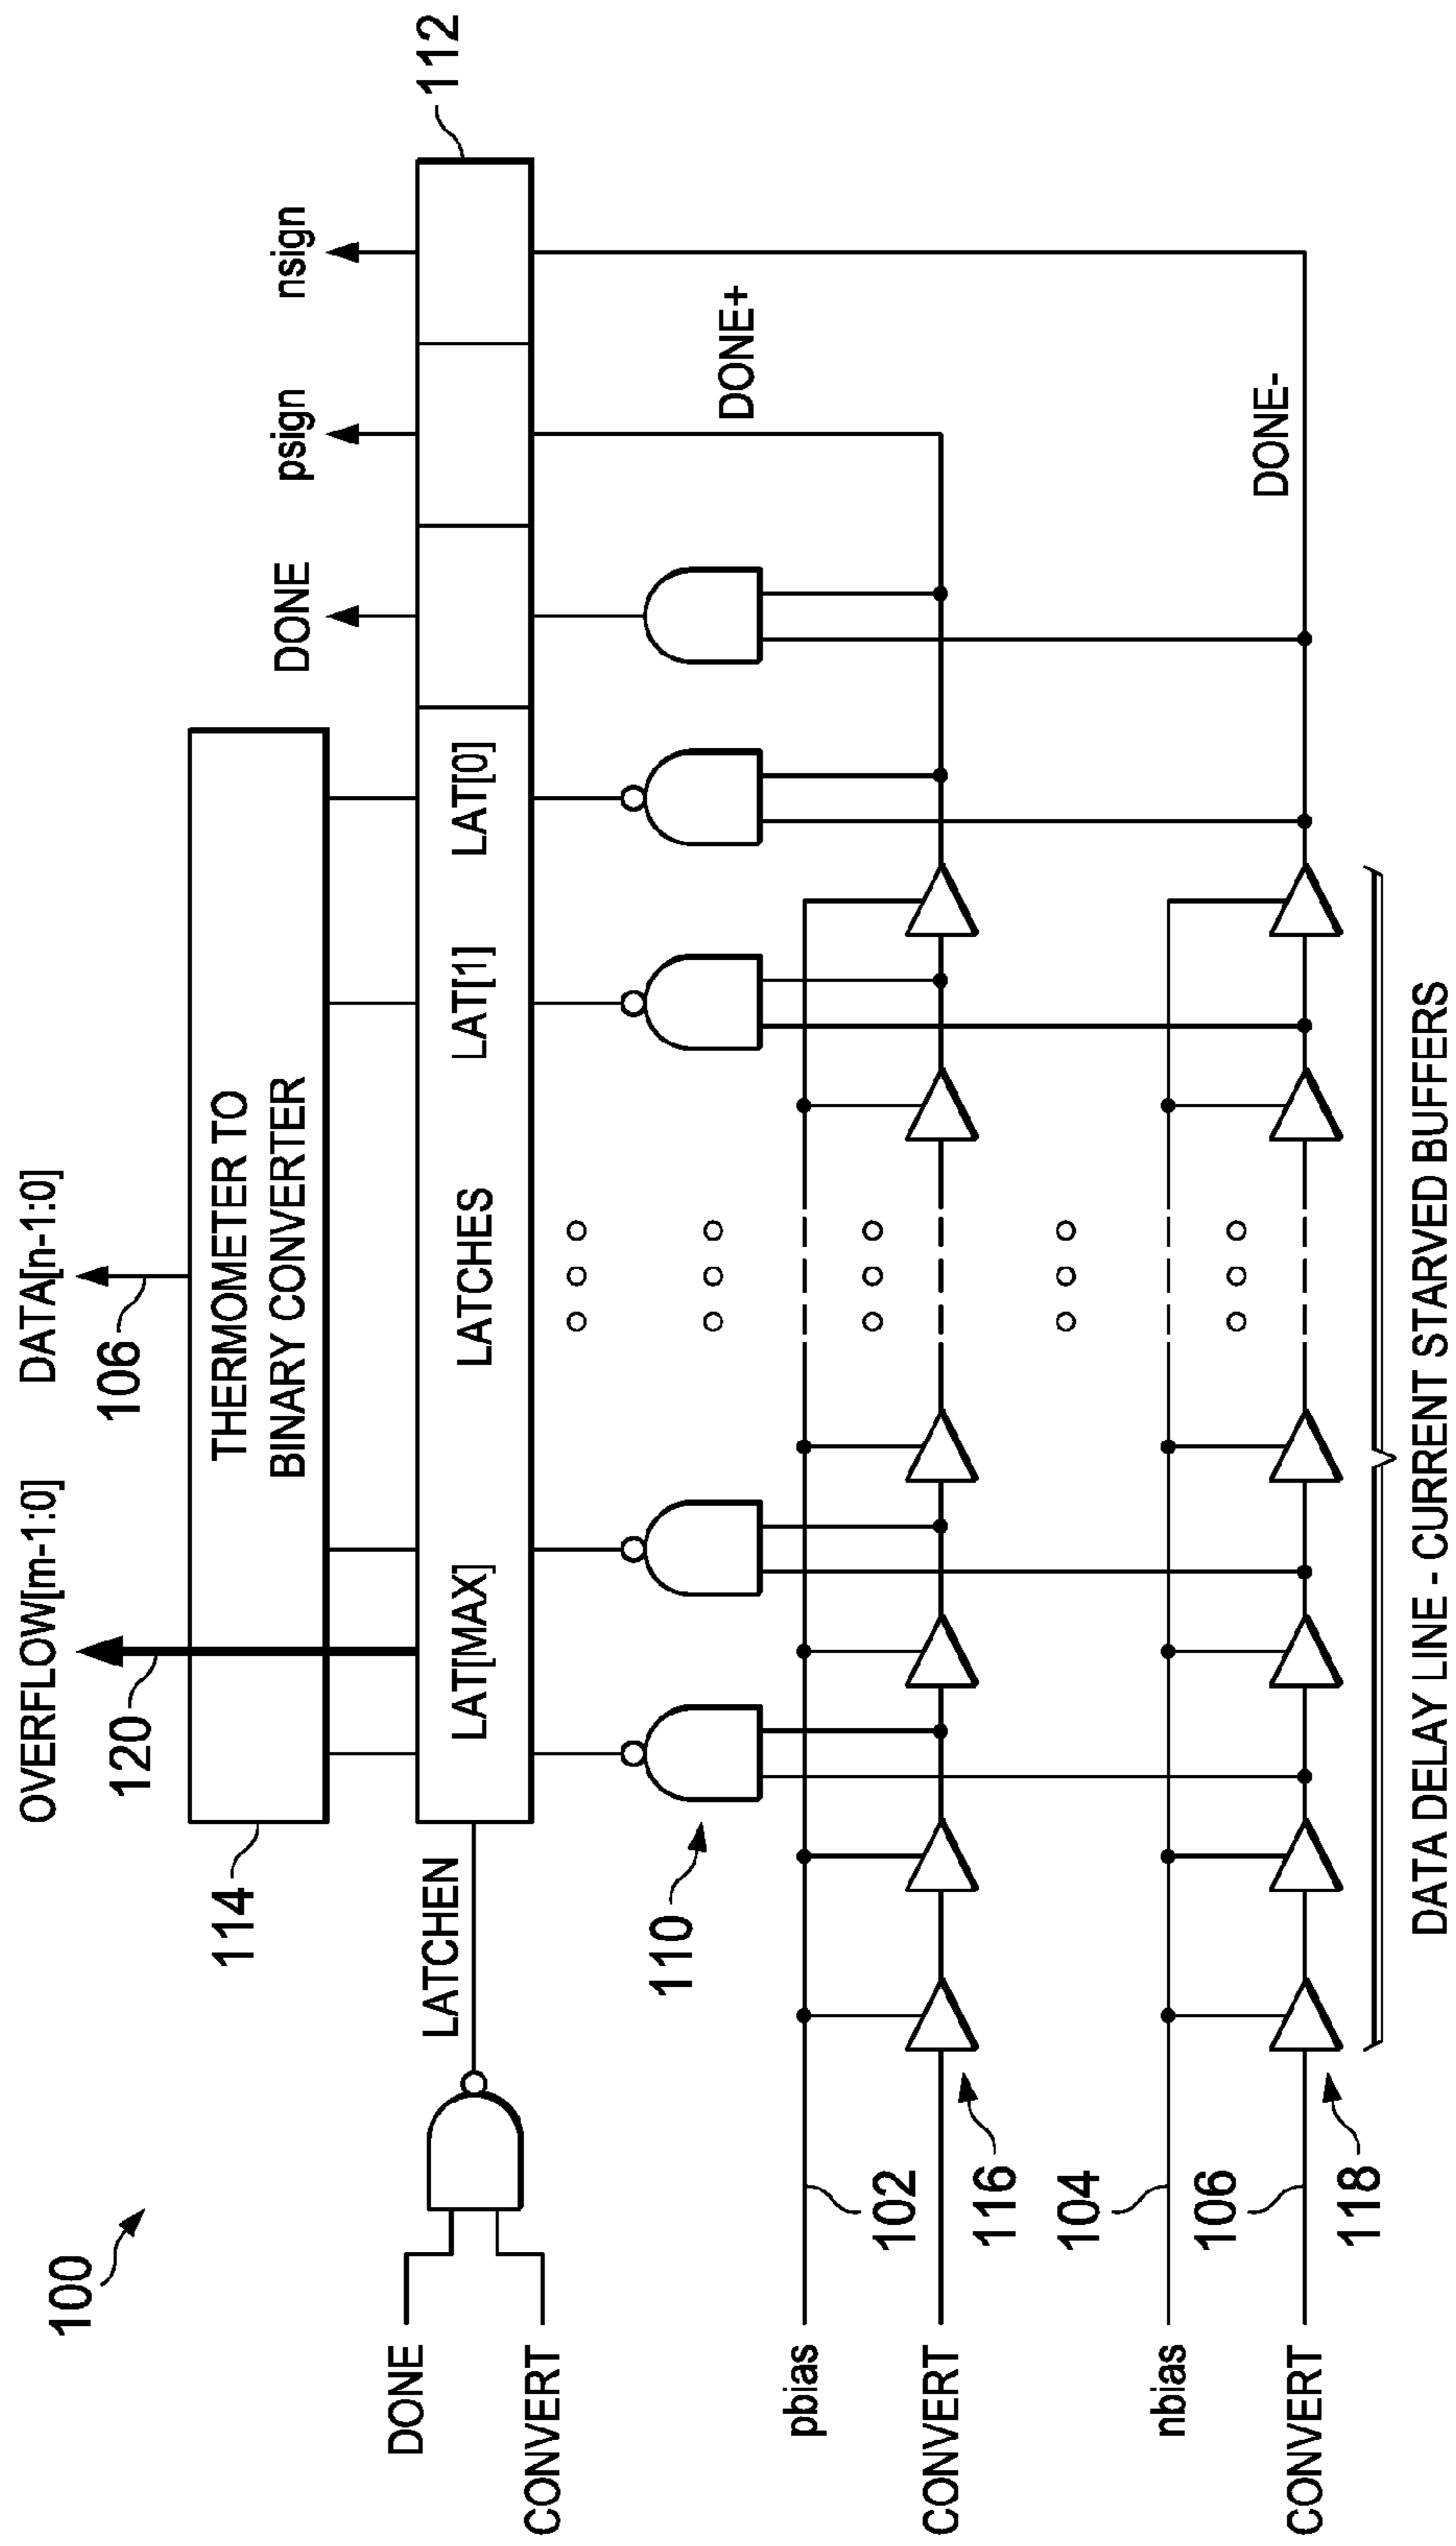 100
OVERFLOW[m-1:0]
DATA[n-1:0]
120
106
114
THERMOMETER TO
BINARY CONVERTER
DONE
psign
nsign
112
DONE
CONVERT
LATCHEN
LAT[MAX]
LATCHES
LAT[1]
LAT[0]
110
DONE+
pbias
102
CONVERT
116
nbias
104
DONE-
106
CONVERT
118
DATA DELAY LINE - CURRENT STARVED BUFFERS